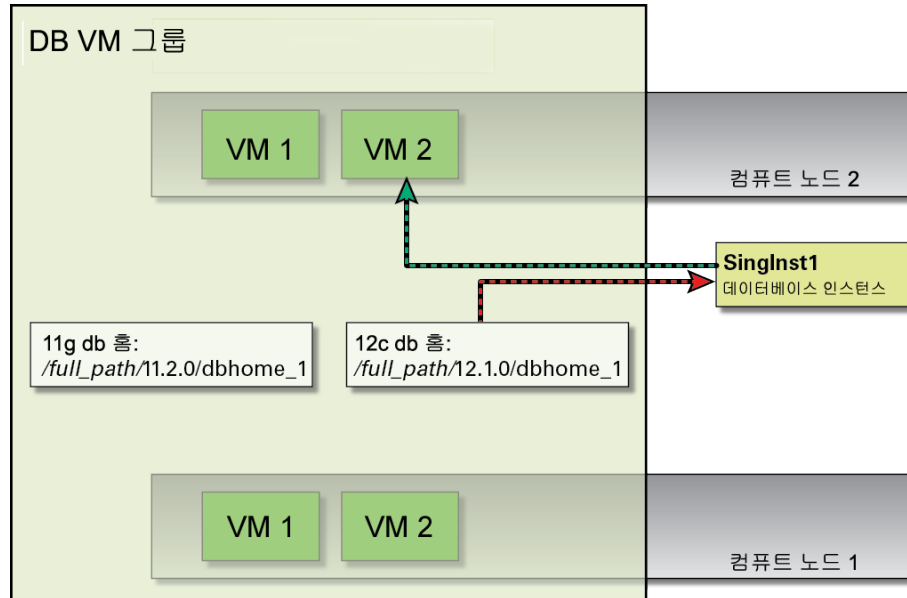 DB VM 그룹
VM 1
VM 2
컴퓨트 노드 2
SingInst1
데이터베이스 인스턴스
11g db 홈:
/full_path/11.2.0/dbhome_1
12c db 홈:
/full_path/12.1.0/dbhome_1
VM 1
VM 2
컴퓨트 노드 1